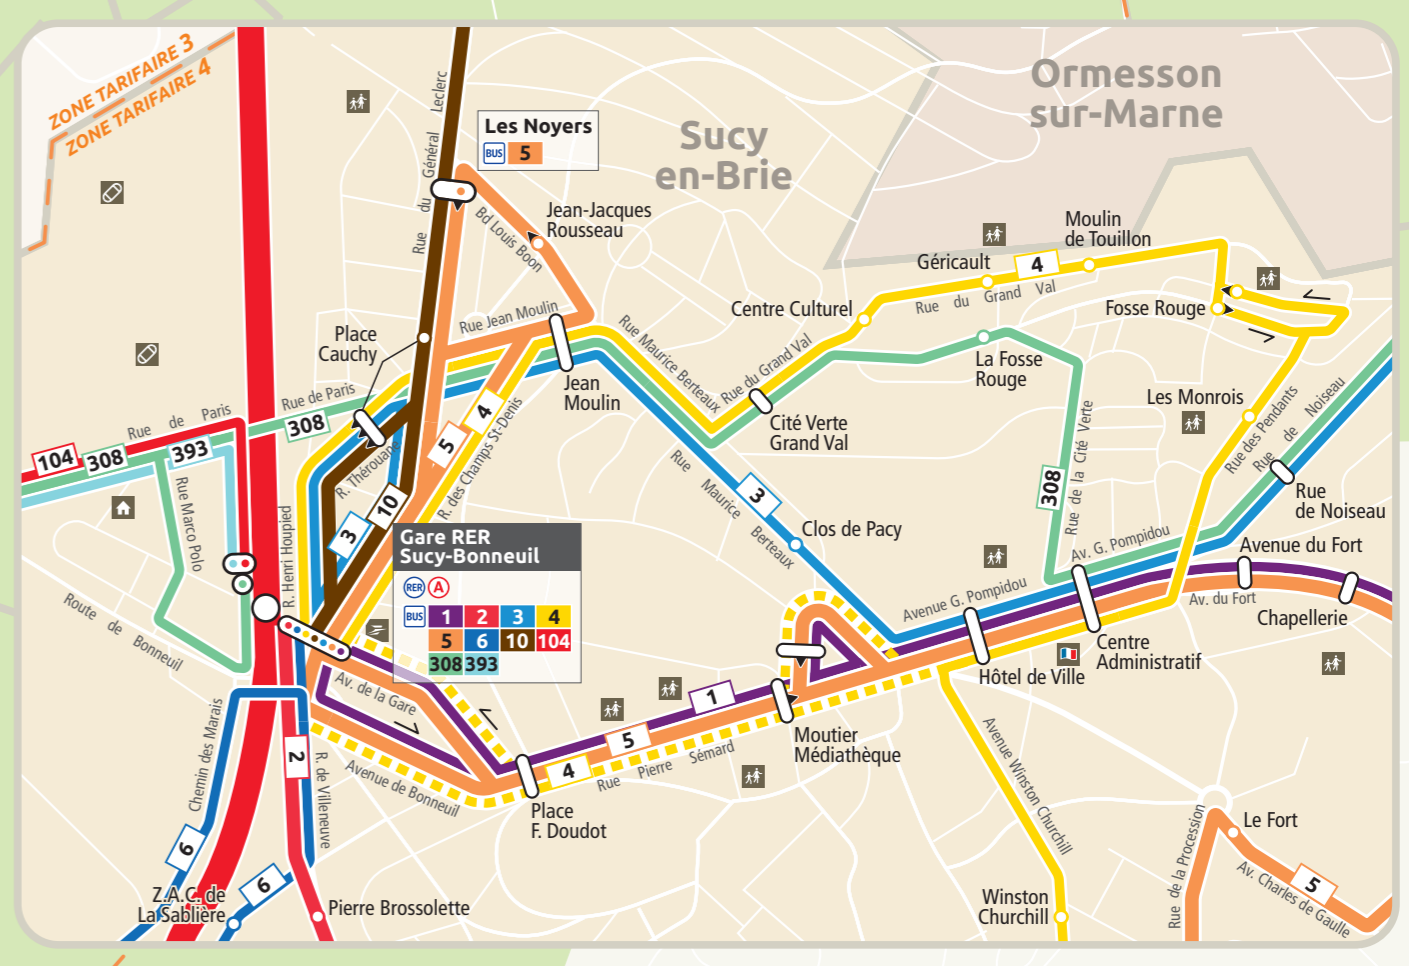 ZONE TARIFAIRE 3
ZONE TARIFAIRE 4
Rue du Général Leclerc
Les Noyers
BUS 5
Sucy
en-Brie
Ormesson
sur-Marne
Bd Louis Boon
Jean-Jacques
Rousseau
Moulin
de Touillon
Géricault
4
Rue du Grand Val
Centre Culturel
Fosse Rouge
Rue Jean Moulin
Place
Cauchy
Rue Maurice Berteaux
Rue du Grand Val
La Fosse
Rouge
Jean
Moulin
Les Monrois
Rue de Paris
308
Rue de Paris
104
308
393
Cité Verte
Grand Val
4
5
R. des Champs St-Denis
R. Thérouane
Rue de la Cité Verte
308
Rue des Pendants
Rue de Noiseau
Rue
de Noiseau
Rue Marco Polo
10
3
Rue Maurice Berteaux
3
Clos de Pacy
Av. G. Pompidou
Avenue du Fort
R. Henri Houpied
Gare RER
Sucy-Bonneuil
RER A
BUS 1 2 3 4
5 6 10 104
308 393
Avenue G. Pompidou
Av. du Fort
Chapellerie
Route de Bonneuil
Centre
Administratif
Hôtel de Ville
Av. de la Gare
1
5
4
Rue Pierre Sémard
Moutier
Médiathèque
Chemin des Marais
2
R. de Villeneuve
Avenue de Bonneuil
Place
F. Doudot
Avenue Winston Churchill
6
6
Z.A.C. de
La Sablière
Pierre Brossolette
Winston
Churchill
Rue de la Procession
Le Fort
5
Av. Charles de Gaulle